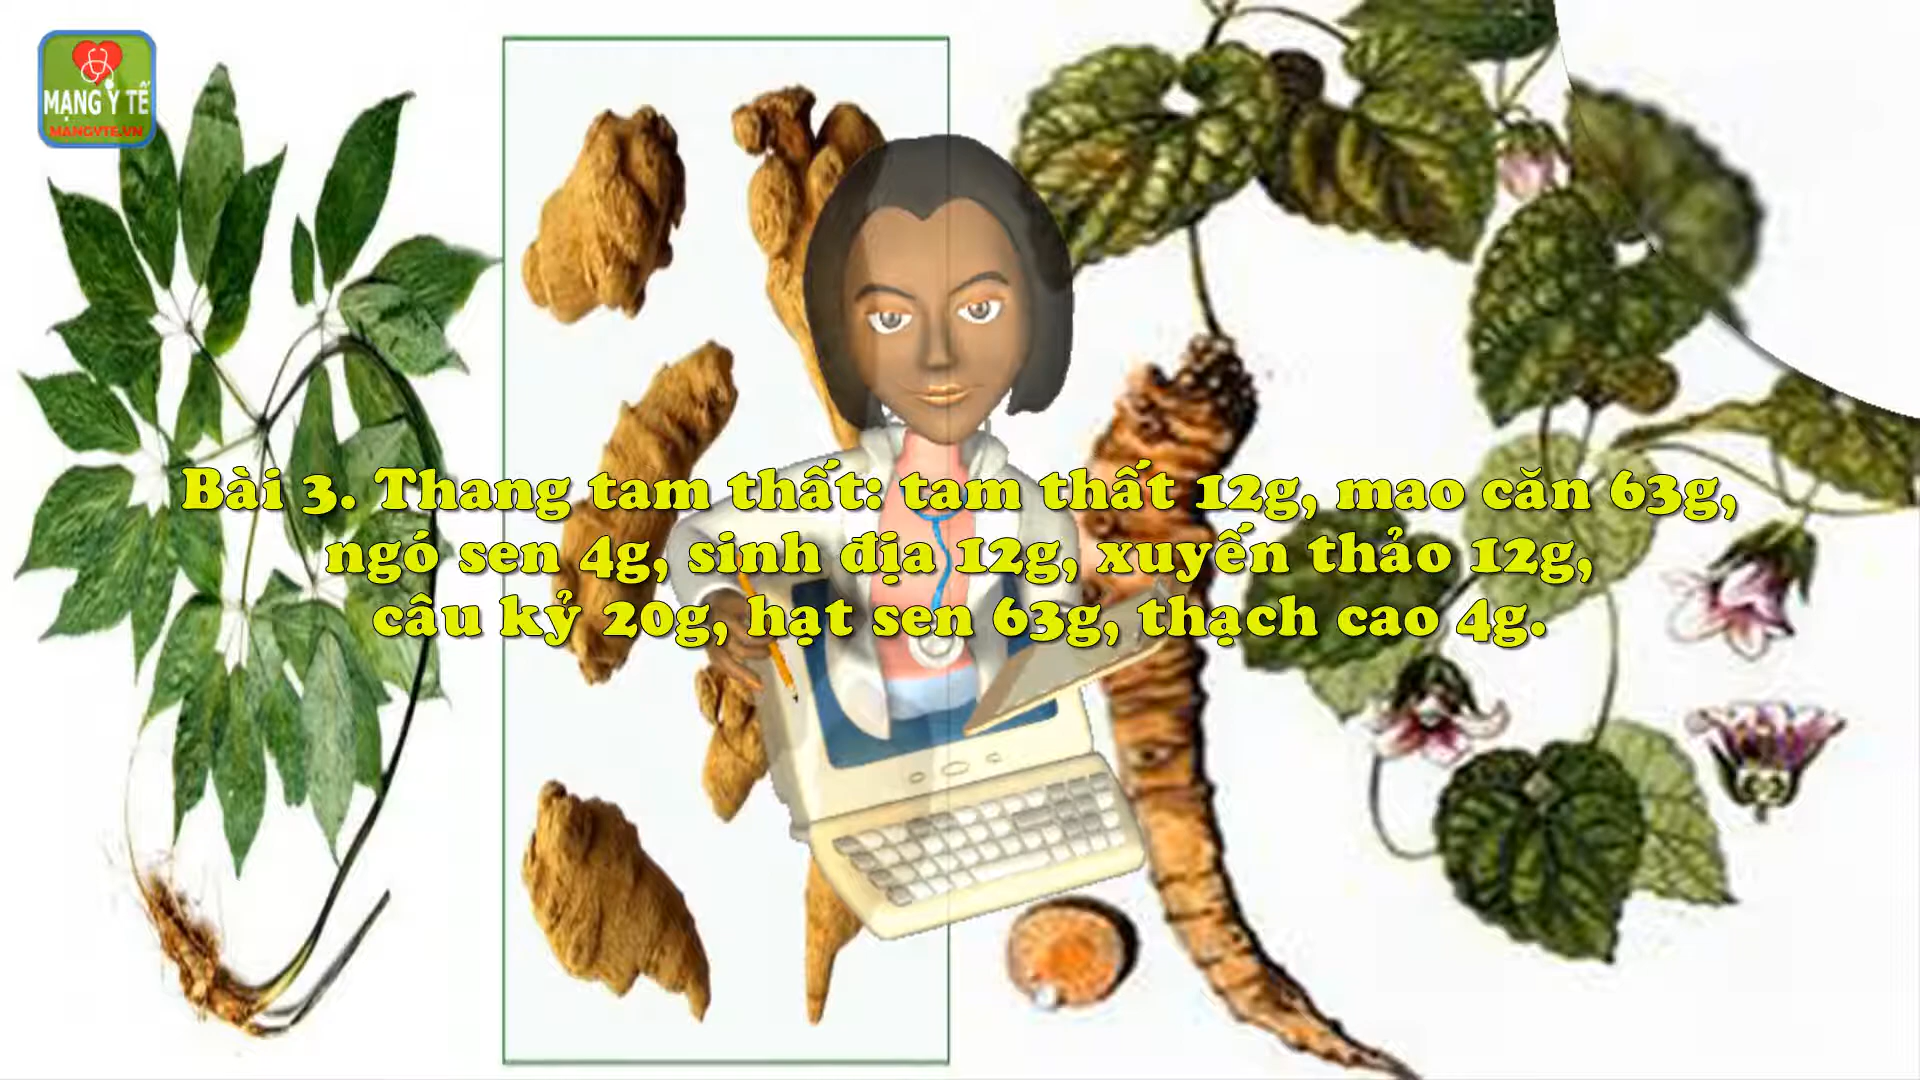 MẠNG Y TẾ
MANGYTE.VN
Bài 3. Thang tam thất: tam thất 12g, mao căn 63g,
ngó sen 4g, sinh địa 12g, xuyến thảo 12g,
câu kỷ 20g, hạt sen 63g, thạch cao 4g.